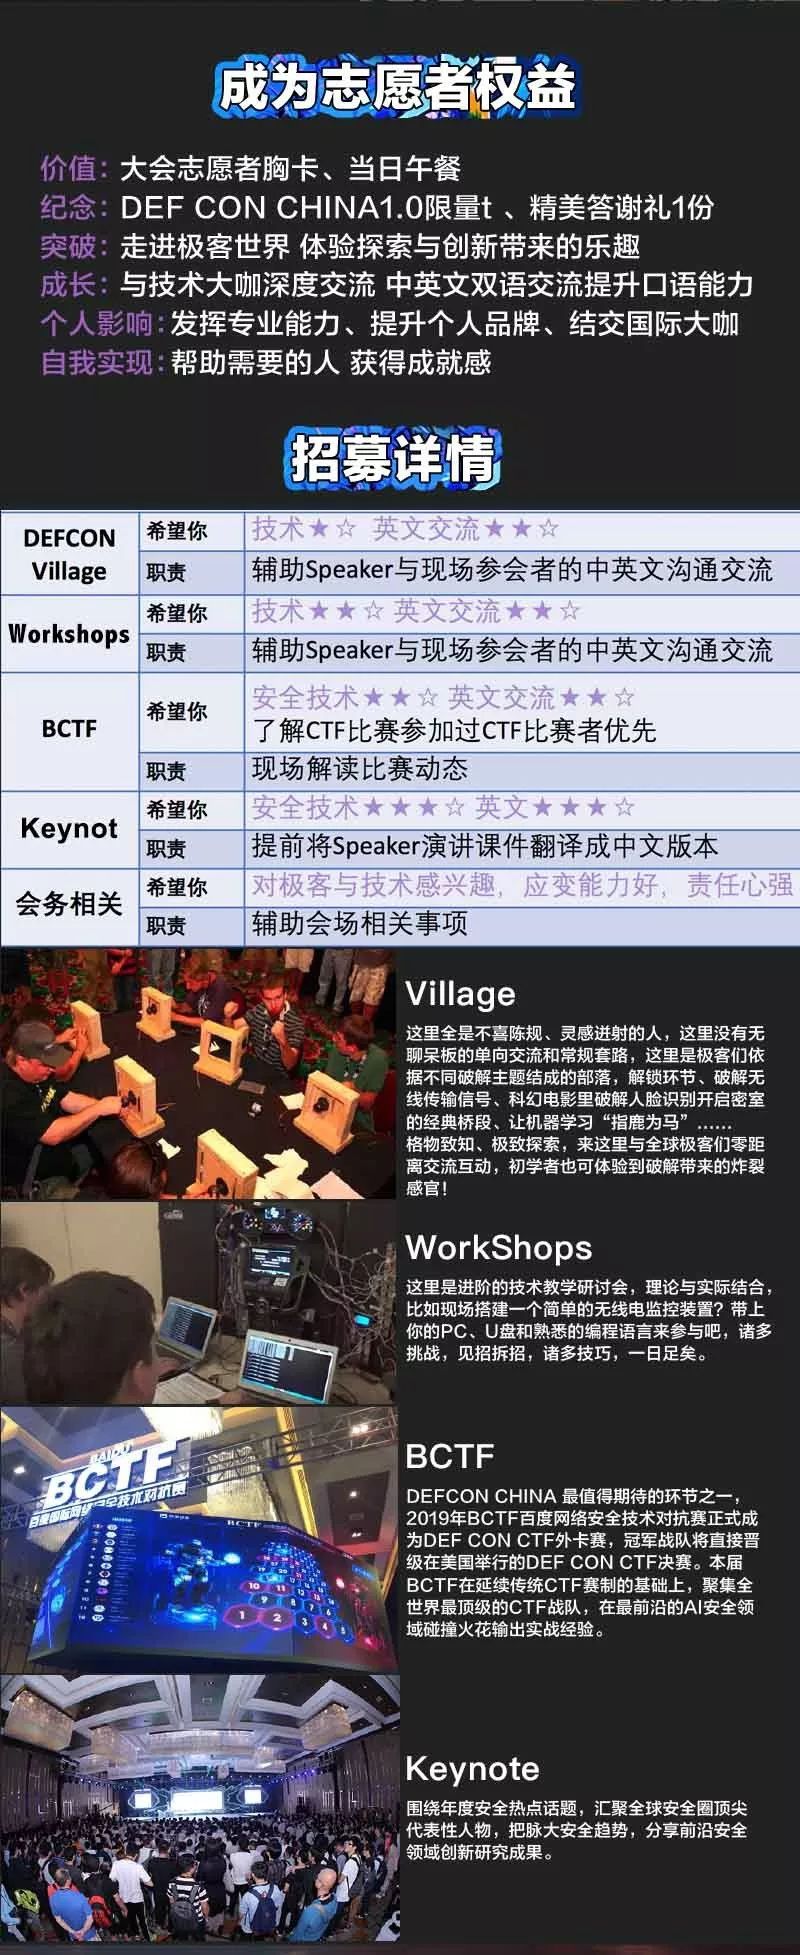 成为志愿者权益
价值：大会志愿者胸卡、当日午餐
纪念：DEF CON CHINA1.0限量t 、精美答谢礼1份
突破：走进极客世界 体验探索与创新带来的乐趣
成长：与技术大咖深度交流 中英文双语交流提升口语能力
个人影响：发挥专业能力、提升个人品牌、结交国际大咖
自我实现：帮助需要的人 获得成就感
招募详情
DEFCON Village
希望你 技术★☆ 英文交流★★☆
职责 辅助Speaker与现场参会者的中英文沟通交流
Workshops
希望你 技术★★☆ 英文交流★★☆
职责 辅助Speaker与现场参会者的中英文沟通交流
BCTF
希望你 安全技术★★☆ 英文交流★★☆
了解CTF比赛参加过CTF比赛者优先
职责 现场解读比赛动态
Keynot
希望你 安全技术★★★☆ 英文★★★☆
职责 提前将Speaker演讲课件翻译成中文版本
会务相关
希望你 对极客与技术感兴趣，应变能力好，责任心强
职责 辅助会场相关事项
Village
这里全是不喜陈规、灵感迸射的人，这里没有无
聊呆板的单向交流和常规套路，这里是极客们依
据不同破解主题结成的部落，解锁环节、破解无
线传输信号、科幻电影里破解人脸识别开启密室
的经典桥段、让机器学习“指鹿为马”……
格物致知、极致探索，来这里与全球极客们零距
离交流互动，初学者也可体验到破解带来的炸裂
感官！
WorkShops
这里是进阶的技术教学研讨会，理论与实际结合，
比如现场搭建一个简单的无线电监控装置？带上
你的PC、U盘和熟悉的编程语言来参与吧，诸多
挑战，见招拆招，诸多技巧，一日足矣。
BAIDU
BCTF
百度国际网络安全技术对抗赛
BCTF
BCTF
DEFCON CHINA 最值得期待的环节之一，
2019年BCTF百度网络安全技术对抗赛正式成
为DEF CON CTF外卡赛，冠军战队将直接晋
级在美国举行的DEF CON CTF决赛。本届
BCTF在延续传统CTF赛制的基础上，聚集全
世界最顶级的CTF战队，在最前沿的AI安全领
域碰撞火花输出实战经验。
Keynote
围绕年度安全热点话题，汇聚全球安全圈顶尖
代表性人物，把脉大安全趋势，分享前沿安全
领域创新研究成果。